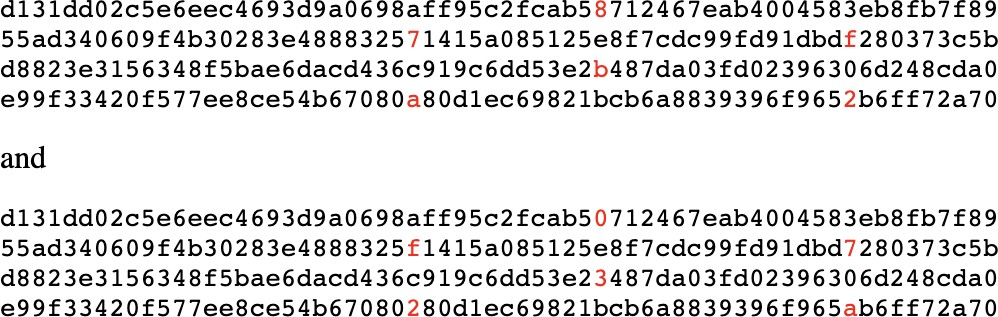 d131dd02c5e6eec4693d9a0698aff95c2fcab58712467eab4004583eb8fb7f89
55ad340609f4b30283e488832571415a085125e8f7cdc99fd91dbdf280373c5b
d8823e3156348f5bae6dacd436c919c6dd53e2b487da03fd02396306d248cda0
e99f33420f577ee8ce54b67080a80d1ec69821bcb6a8839396f9652b6ff72a70
and
d131dd02c5e6eec4693d9a0698aff95c2fcab50712467eab4004583eb8fb7f89
55ad340609f4b30283e4888325f1415a085125e8f7cdc99fd91dbd7280373c5b
d8823e3156348f5bae6dacd436c919c6dd53e23487da03fd02396306d248cda0
e99f33420f577ee8ce54b67080280d1ec69821bcb6a8839396f965ab6ff72a70